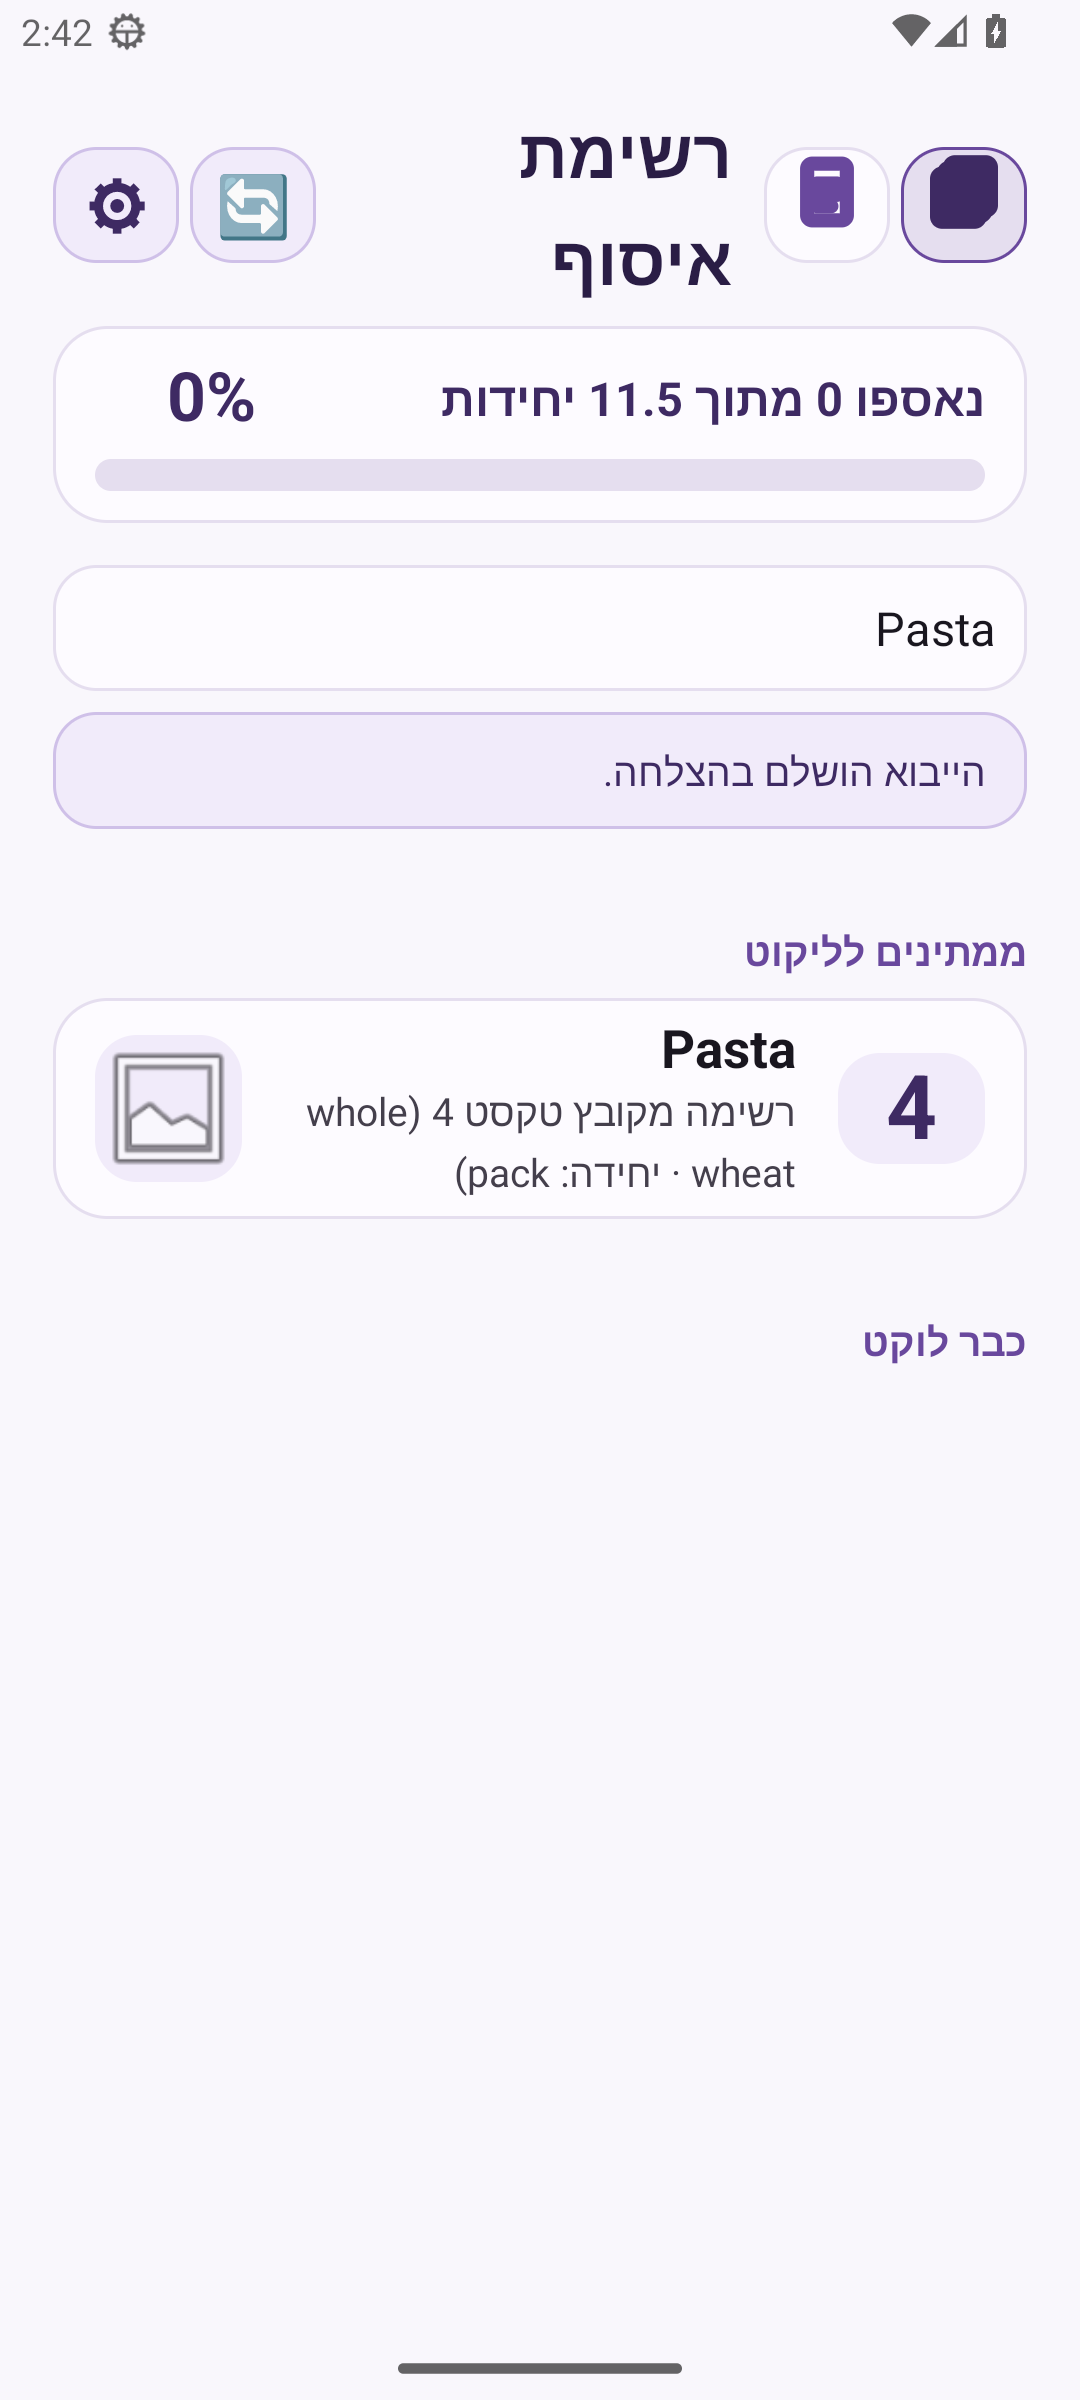 2:42
רשימת
איסוף
נאספו 0 מתוך 11.5 יחידות
0%
Pasta
הייבוא הושלם בהצלחה.
ממתינים לליקוט
4
Pasta
רשימה מקובץ טקסט 4 (whole
wheat · יחידה: pack)
כבר לוקט